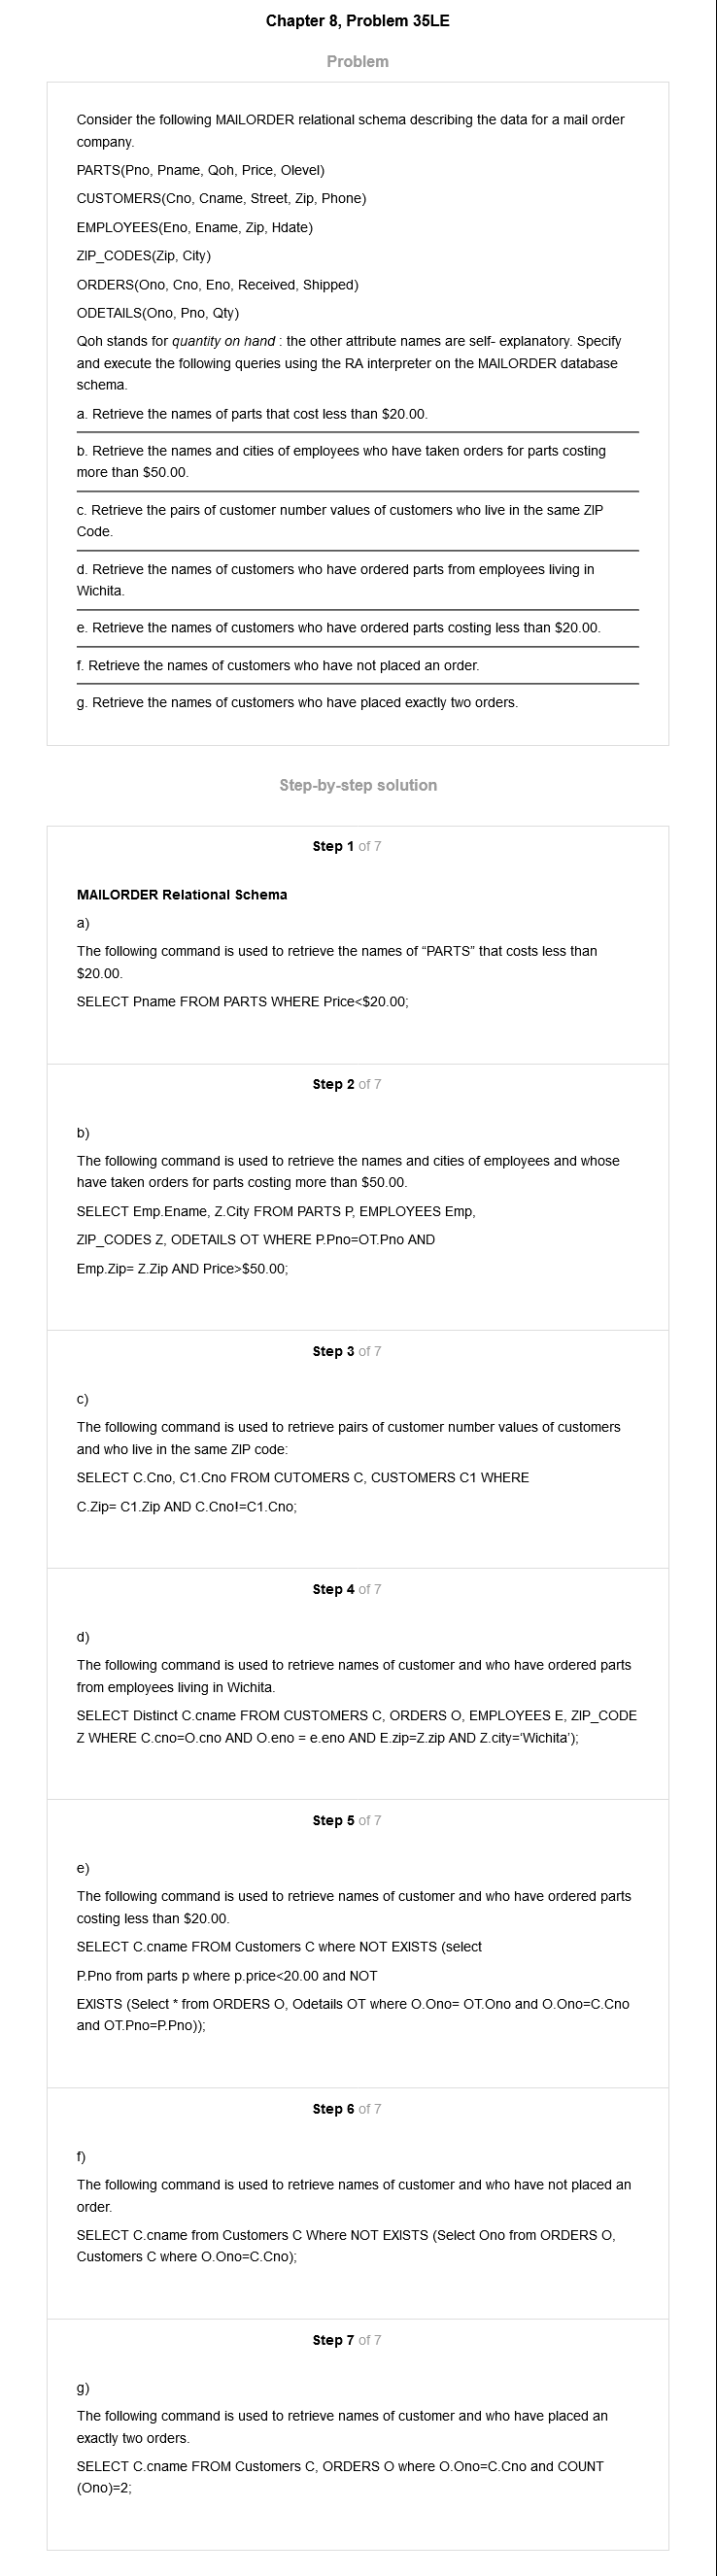 Chapter 8, Problem 35LE
Problem
Consider the following MAILORDER relational schema describing the data for a mail order
company.
PARTS(Pno, Pname, Qoh, Price, Olevel)
CUSTOMERS(Cno, Cname, Street, Zip, Phone)
EMPLOYEES(Eno, Ename, Zip, Hdate)
ZIP_CODES(Zip, City)
ORDERS(Ono, Cno, Eno, Received, Shipped)
ODETAILS(Ono, Pno, Qty)
Qoh stands for quantity on hand : the other attribute names are self- explanatory. Specify
and execute the following queries using the RA interpreter on the MAILORDER database
schema.
a. Retrieve the names of parts that cost less than $20.00.
b. Retrieve the names and cities of employees who have taken orders for parts costing
more than $50.00.
c. Retrieve the pairs of customer number values of customers who live in the same ZIP
Code.
d. Retrieve the names of customers who have ordered parts from employees living in
Wichita.
e. Retrieve the names of customers who have ordered parts costing less than $20.00.
f. Retrieve the names of customers who have not placed an order.
g. Retrieve the names of customers who have placed exactly two orders.
Step-by-step solution
Step 1 of 7
MAILORDER Relational Schema
a)
The following command is used to retrieve the names of “PARTS” that costs less than
$20.00.
SELECT Pname FROM PARTS WHERE Price<$20.00;
Step 2 of 7
b)
The following command is used to retrieve the names and cities of employees and whose
have taken orders for parts costing more than $50.00.
SELECT Emp.Ename, Z.City FROM PARTS P, EMPLOYEES Emp,
ZIP_CODES Z, ODETAILS OT WHERE P.Pno=OT.Pno AND
Emp.Zip= Z.Zip AND Price>$50.00;
Step 3 of 7
c)
The following command is used to retrieve pairs of customer number values of customers
and who live in the same ZIP code:
SELECT C.Cno, C1.Cno FROM CUTOMERS C, CUSTOMERS C1 WHERE
C.Zip= C1.Zip AND C.Cno!=C1.Cno;
Step 4 of 7
d)
The following command is used to retrieve names of customer and who have ordered parts
from employees living in Wichita.
SELECT Distinct C.cname FROM CUSTOMERS C, ORDERS O, EMPLOYEES E, ZIP_CODE
Z WHERE C.cno=O.cno AND O.eno = e.eno AND E.zip=Z.zip AND Z.city=‘Wichita’);
Step 5 of 7
e)
The following command is used to retrieve names of customer and who have ordered parts
costing less than $20.00.
SELECT C.cname FROM Customers C where NOT EXISTS (select
P.Pno from parts p where p.price<20.00 and NOT
EXISTS (Select * from ORDERS O, Odetails OT where O.Ono= OT.Ono and O.Ono=C.Cno
and OT.Pno=P.Pno));
Step 6 of 7
f)
The following command is used to retrieve names of customer and who have not placed an
order.
SELECT C.cname from Customers C Where NOT EXISTS (Select Ono from ORDERS O,
Customers C where O.Ono=C.Cno);
Step 7 of 7
g)
The following command is used to retrieve names of customer and who have placed an
exactly two orders.
SELECT C.cname FROM Customers C, ORDERS O where O.Ono=C.Cno and COUNT
(Ono)=2;